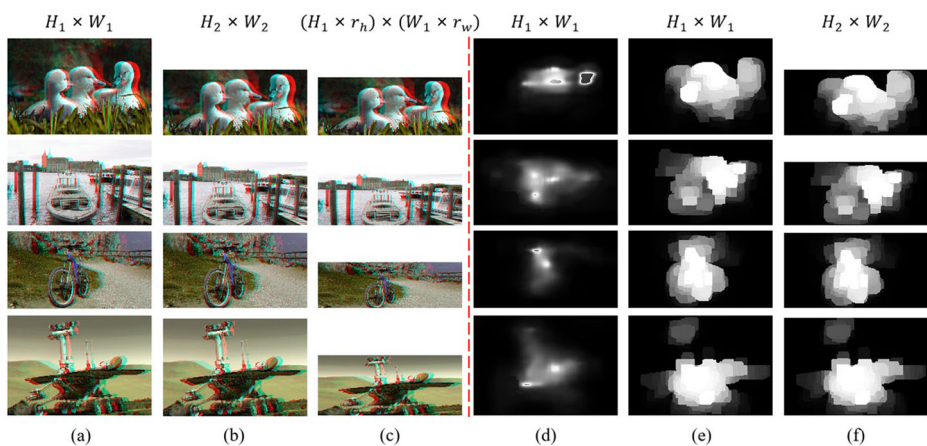 H₁ × W₁ H₂ × W₂ (H₁ × r_h) × (W₁ × r_w) H₁ × W₁ H₁ × W₁ H₂ × W₂
(a) (b) (c) (d) (e) (f)